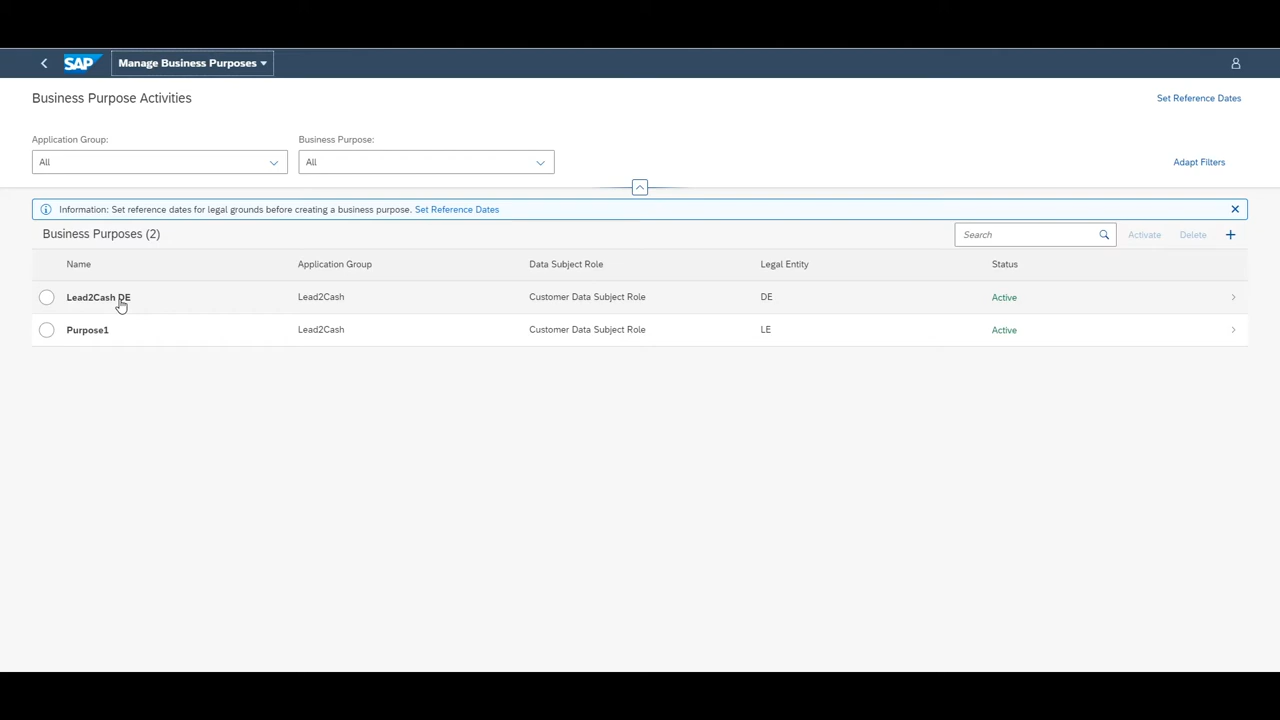 SAP Manage Business Purposes
Business Purpose Activities Set Reference Dates
Application Group: Business Purpose:
All All Adapt Filters
Information: Set reference dates for legal grounds before creating a business purpose. Set Reference Dates
Business Purposes (2) Search Activate Delete
Name Application Group Data Subject Role Legal Entity Status
Lead2Cash DE Lead2Cash Customer Data Subject Role DE Active
Purpose1 Lead2Cash Customer Data Subject Role LE Active